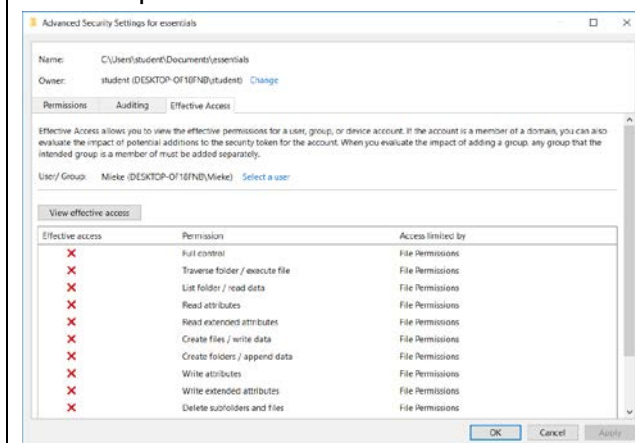 Advanced Security Settings for essentials
Name: C:\Users\student\Documents\essentials
Owner: student (DESKTOP-OF18FNB\student) Change
Permissions Auditing Effective Access
Effective Access allows you to view the effective permissions for a user, group, or device account. If the account is a member of a domain, you can also
evaluate the impact of potential additions to the security token for the account. When you evaluate the impact of adding a group, any group that the
intended group is a member of must be added separately.
User/ Group: Mieke (DESKTOP-OF18FNB\Mieke) Select a user
View effective access
Effective access Permission Access limited by
Full control File Permissions
Traverse folder / execute file File Permissions
List folder / read data File Permissions
Read attributes File Permissions
Read extended attributes File Permissions
Create files / write data File Permissions
Create folders / append data File Permissions
Write attributes File Permissions
Write extended attributes File Permissions
Delete subfolders and files File Permissions
OK Cancel Apply